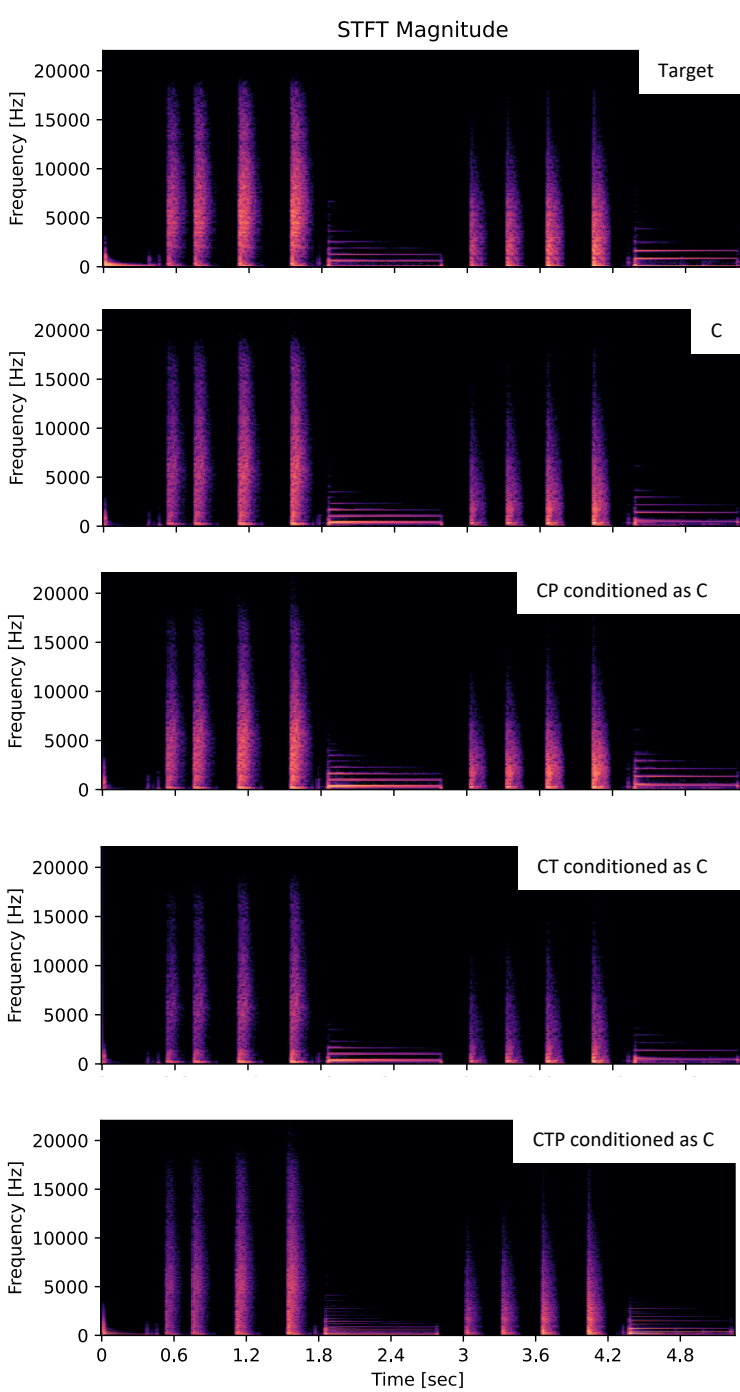 STFT Magnitude
Target
Frequency [Hz]
20000
15000
10000
5000
0
C
Frequency [Hz]
20000
15000
10000
5000
0
CP conditioned as C
Frequency [Hz]
20000
15000
10000
5000
0
CT conditioned as C
Frequency [Hz]
20000
15000
10000
5000
0
CTP conditioned as C
Frequency [Hz]
20000
15000
10000
5000
0
0 0.6 1.2 1.8 2.4 3 3.6 4.2 4.8
Time [sec]